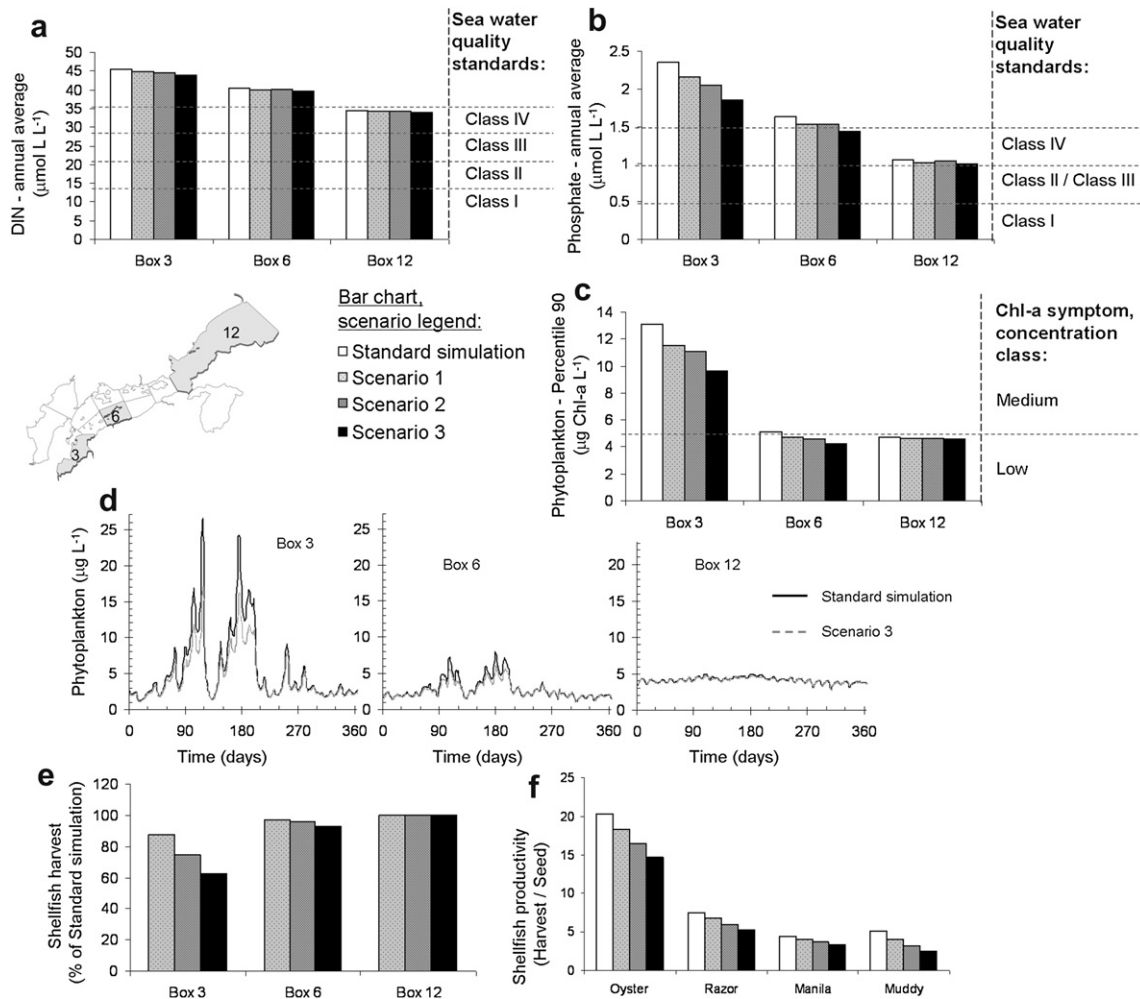 a
Sea water
quality
standards:
DIN - annual average
(µmol L L⁻¹)
50
45
40
35
30
25
20
15
10
5
0
Class IV
Class III
Class II
Class I
Box 3
Box 6
Box 12
b
Sea water
quality
standards:
Phosphate - annual average
(µmol L L⁻¹)
2.5
2
1.5
1
0.5
0
Class IV
Class II / Class III
Class I
Box 3
Box 6
Box 12
12
6
3
Bar chart,
scenario legend:
Standard simulation
Scenario 1
Scenario 2
Scenario 3
c
Chl-a symptom,
concentration
class:
Phytoplankton - Percentile 90
(µg Chl-a L⁻¹)
14
12
10
8
6
4
2
0
Medium
Low
Box 3
Box 6
Box 12
d
Phytoplankton (µg L⁻¹)
25
20
15
10
5
0
Box 3
0
90
180
270
360
Time (days)
25
20
15
10
5
0
Box 6
0
90
180
270
360
Time (days)
25
20
15
10
5
0
Box 12
0
90
180
270
360
Time (days)
Standard simulation
Scenario 3
e
Shellfish harvest
(% of Standard simulation)
120
100
80
60
40
20
0
Box 3
Box 6
Box 12
f
Shellfish productivity
(Harvest / Seed)
25
20
15
10
5
0
Oyster
Razor
Manila
Muddy